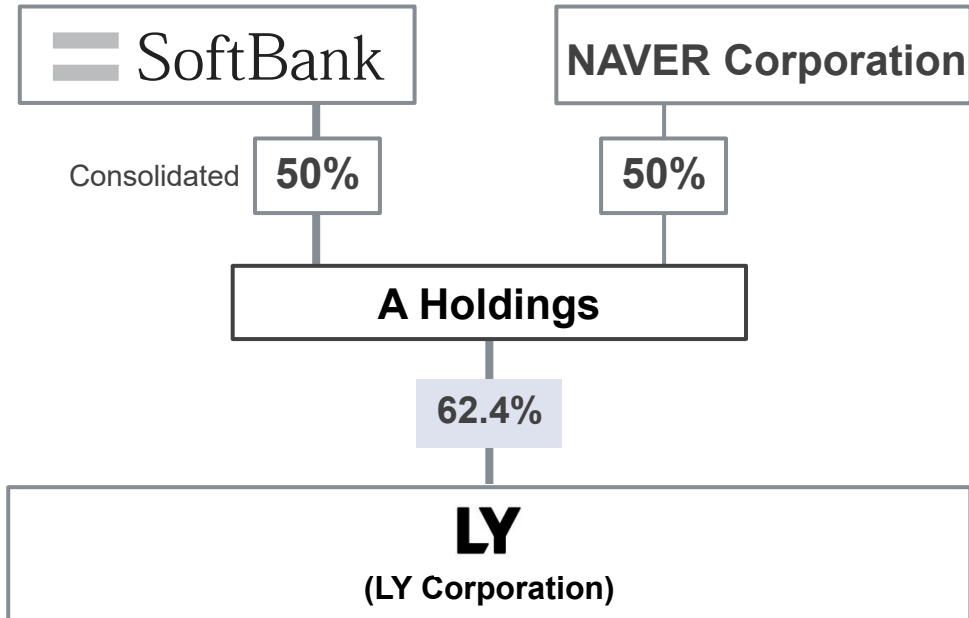 SoftBank
NAVER Corporation
Consolidated
50%
50%
A Holdings
62.4%
LY
(LY Corporation)